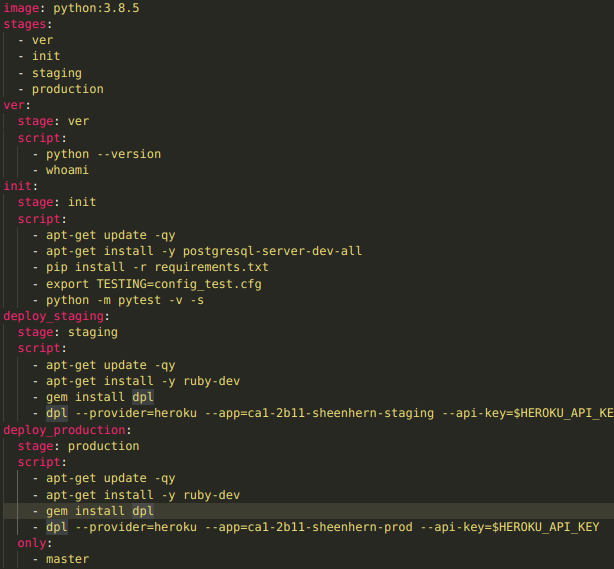 image: python:3.8.5
stages:
  - ver
  - init
  - staging
  - production
ver:
  stage: ver
  script:
    - python --version
    - whoami
init:
  stage: init
  script:
    - apt-get update -qy
    - apt-get install -y postgresql-server-dev-all
    - pip install -r requirements.txt
    - export TESTING=config_test.cfg
    - python -m pytest -v -s
deploy_staging:
  stage: staging
  script:
    - apt-get update -qy
    - apt-get install -y ruby-dev
    - gem install dpl
    - dpl --provider=heroku --app=ca1-2b11-sheenhern-staging --api-key=$HEROKU_API_KE
deploy_production:
  stage: production
  script:
    - apt-get update -qy
    - apt-get install -y ruby-dev
    - gem install dpl
    - dpl --provider=heroku --app=ca1-2b11-sheenhern-prod --api-key=$HEROKU_API_KEY
  only:
    - master